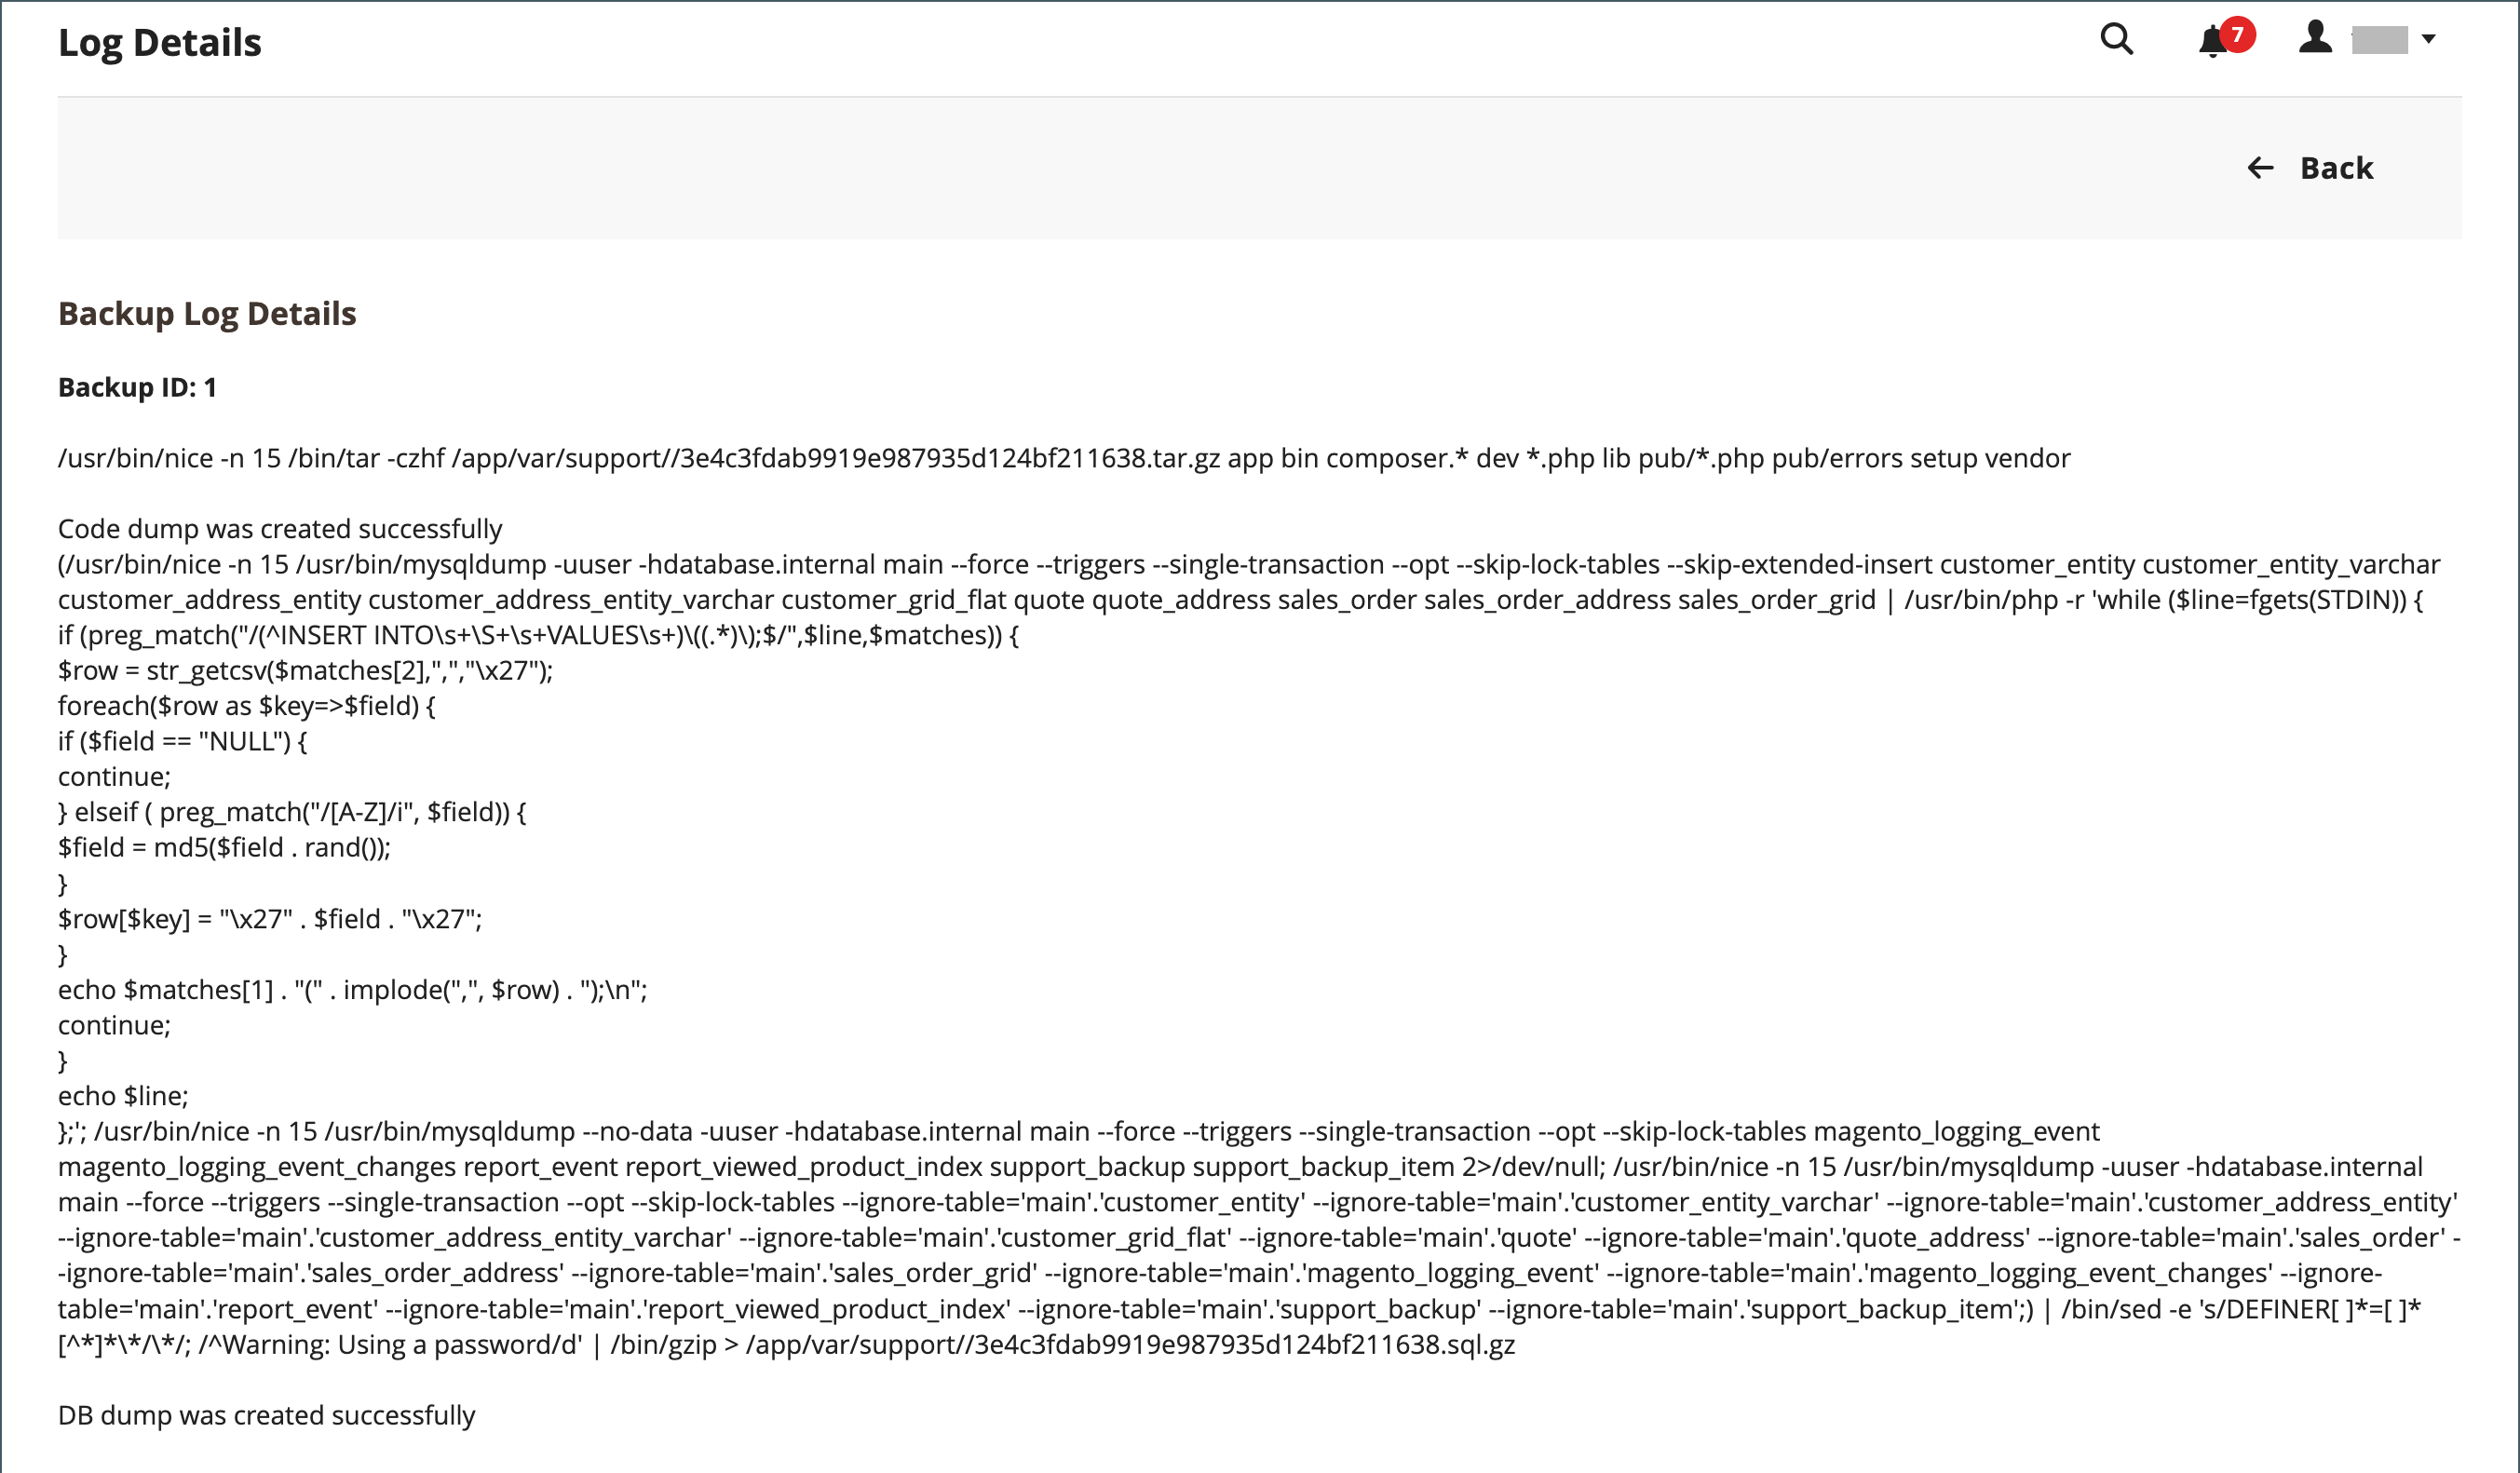 Log Details
7
Back
Backup Log Details
Backup ID: 1
/usr/bin/nice -n 15 /bin/tar -czhf /app/var/support//3e4c3fdab9919e987935d124bf211638.tar.gz app bin composer.* dev *.php lib pub/*.php pub/errors setup vendor
Code dump was created successfully
(/usr/bin/nice -n 15 /usr/bin/mysqldump -uuser -hdatabase.internal main --force --triggers --single-transaction --opt --skip-lock-tables --skip-extended-insert customer_entity customer_entity_varchar
customer_address_entity customer_address_entity_varchar customer_grid_flat quote quote_address sales_order sales_order_address sales_order_grid | /usr/bin/php -r 'while ($line=fgets(STDIN)) {
if (preg_match("/(^INSERT INTO\s+\S+\s+VALUES\s+)\((.*)\);$/",$line,$matches)) {
$row = str_getcsv($matches[2],",","\x27");
foreach($row as $key=>$field) {
if ($field == "NULL") {
continue;
} elseif ( preg_match("/[A-Z]/i", $field)) {
$field = md5($field . rand());
}
$row[$key] = "\x27" . $field . "\x27";
}
echo $matches[1] . "(" . implode(",", $row) . ");\n";
continue;
}
echo $line;
};'; /usr/bin/nice -n 15 /usr/bin/mysqldump --no-data -uuser -hdatabase.internal main --force --triggers --single-transaction --opt --skip-lock-tables magento_logging_event
magento_logging_event_changes report_event report_viewed_product_index support_backup support_backup_item 2>/dev/null; /usr/bin/nice -n 15 /usr/bin/mysqldump -uuser -hdatabase.internal
main --force --triggers --single-transaction --opt --skip-lock-tables --ignore-table='main'.'customer_entity' --ignore-table='main'.'customer_entity_varchar' --ignore-table='main'.'customer_address_entity'
--ignore-table='main'.'customer_address_entity_varchar' --ignore-table='main'.'customer_grid_flat' --ignore-table='main'.'quote' --ignore-table='main'.'quote_address' --ignore-table='main'.'sales_order' -
-ignore-table='main'.'sales_order_address' --ignore-table='main'.'sales_order_grid' --ignore-table='main'.'magento_logging_event' --ignore-table='main'.'magento_logging_event_changes' --ignore-
table='main'.'report_event' --ignore-table='main'.'report_viewed_product_index' --ignore-table='main'.'support_backup' --ignore-table='main'.'support_backup_item';) | /bin/sed -e 's/DEFINER[ ]*=[ ]*
[^*]*\*/\*/; /^Warning: Using a password/d' | /bin/gzip > /app/var/support//3e4c3fdab9919e987935d124bf211638.sql.gz
DB dump was created successfully